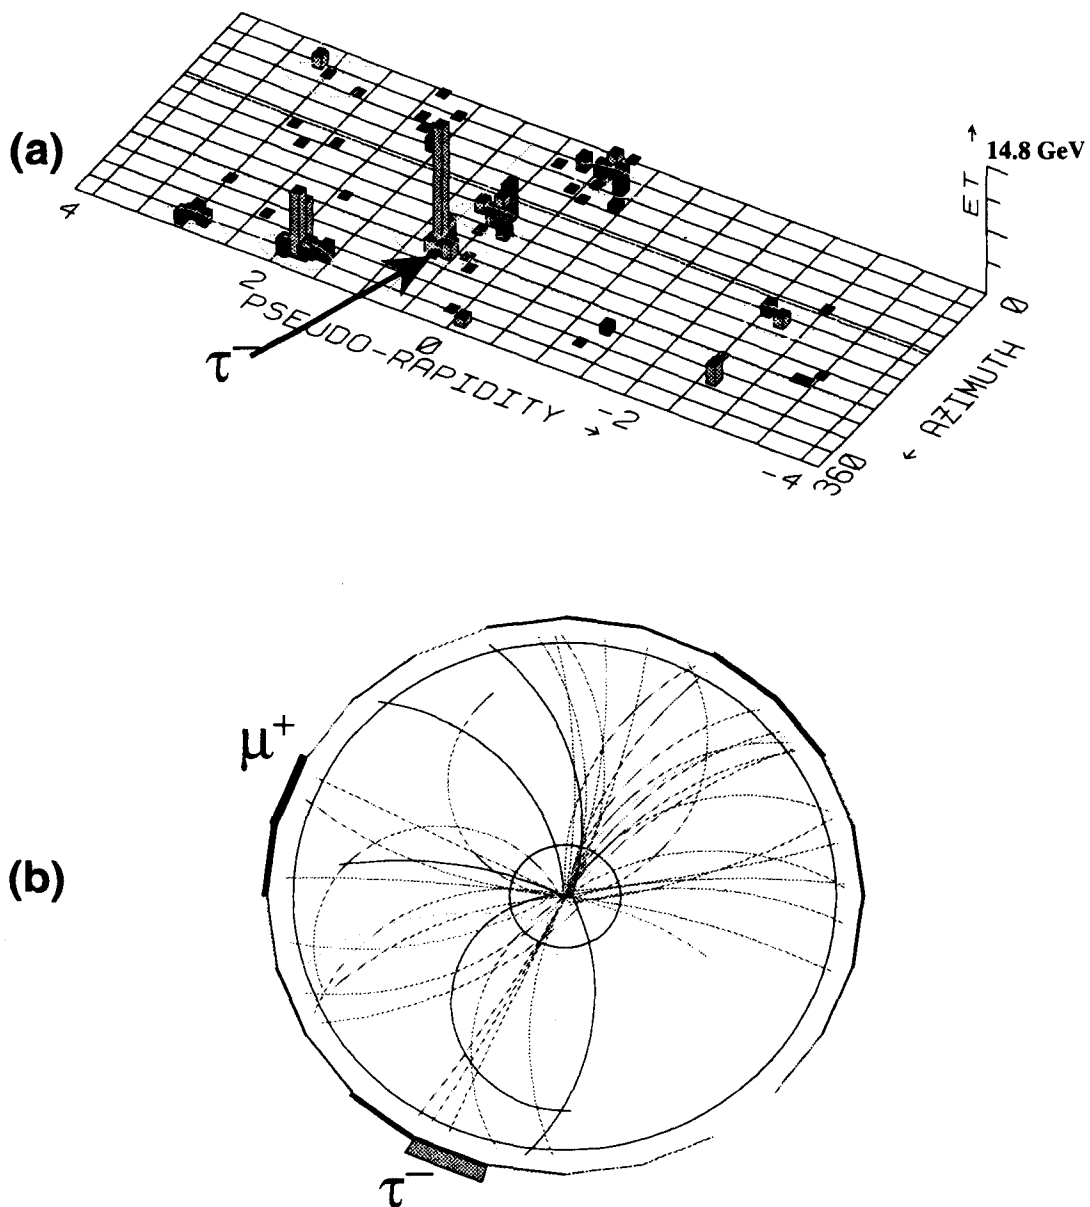 (a)
14.8 GeV
ET
4
2
0
-2
-4
PSEUDO-RAPIDITY →
0
360
← AZIMUTH
τ−
μ+
(b)
τ−